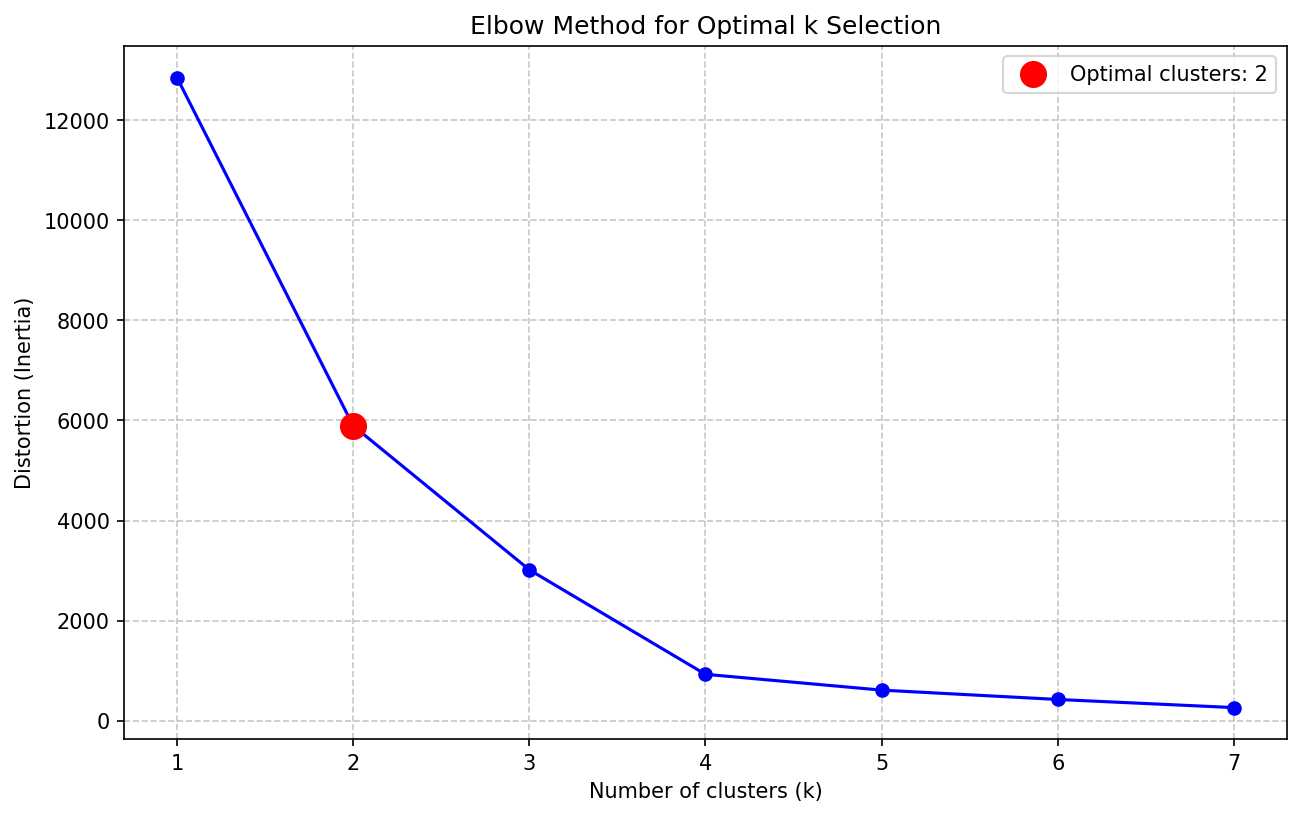 Elbow Method for Optimal k Selection
Optimal clusters: 2
Distortion (Inertia)
12000
10000
8000
6000
4000
2000
0
1 2 3 4 5 6 7
Number of clusters (k)